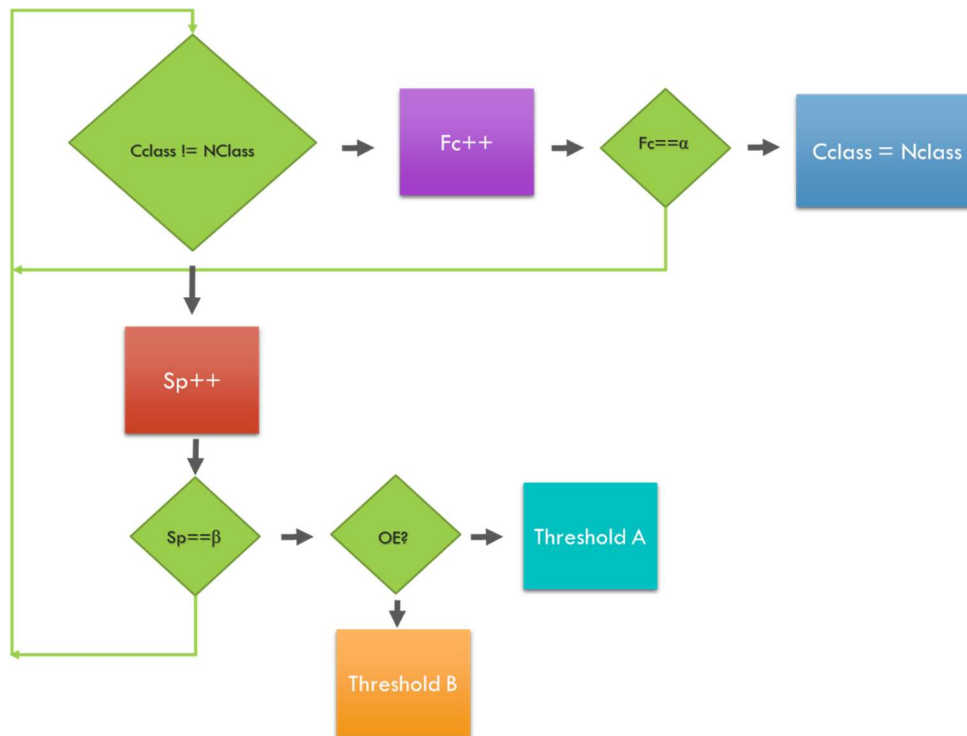 Cclass != NClass
Fc++
Fc==α
Cclass = Nclass
Sp++
Sp==β
OE?
Threshold A
Threshold B